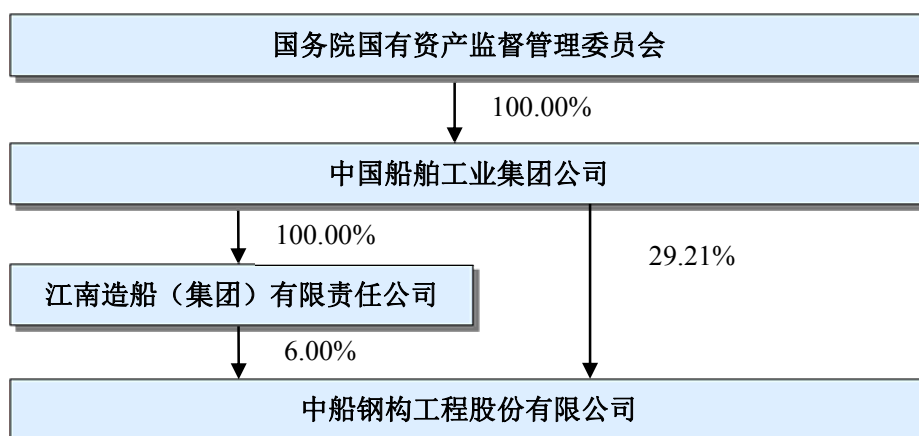 国务院国有资产监督管理委员会
100.00%
中国船舶工业集团公司
100.00%
29.21%
江南造船（集团）有限责任公司
6.00%
中船钢构工程股份有限公司